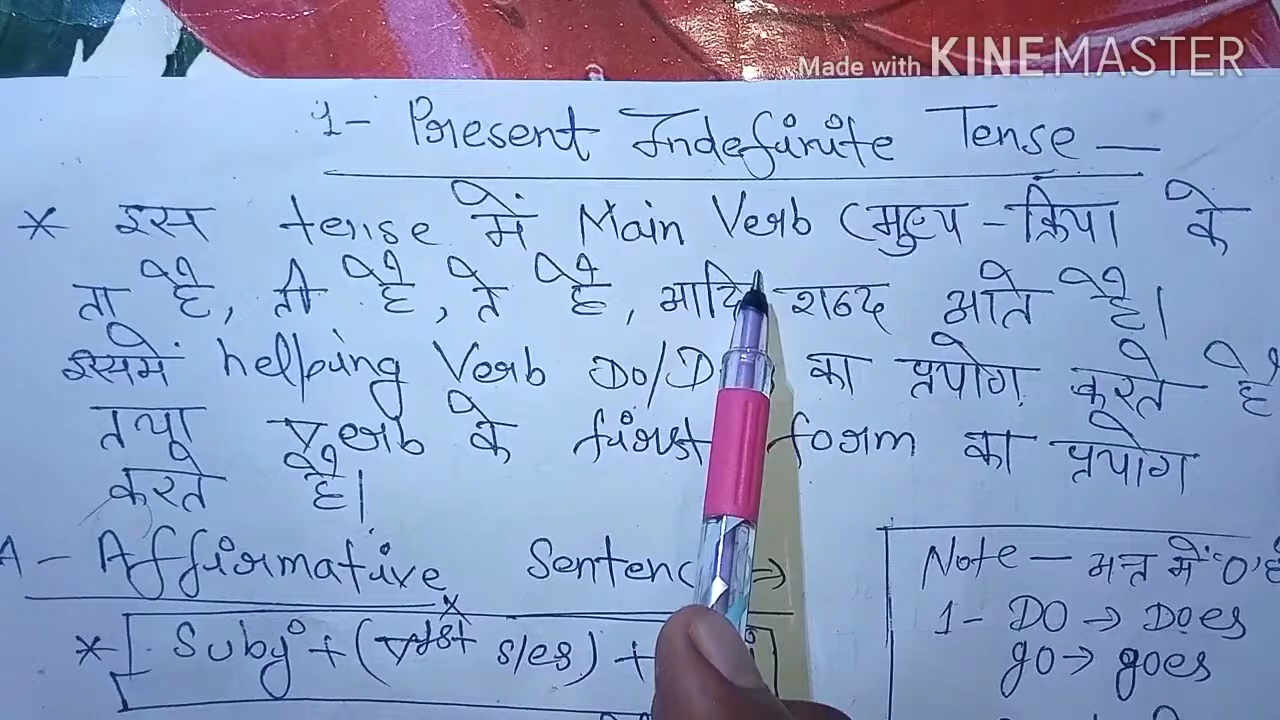 Made with KINEMASTER
1- Present Indefinite Tense —
* इस tense में Main Verb (मुख्य - क्रिया के
ता है, ती है, ते है, आदि शब्द आते है।
इसमें helping Verb Do/D का प्रयोग करते है
तथा Verb के first form का प्रयोग
करते है।
A - Affirmative Sentenc ⇒
* Subj + ( s/es) +
Note — अन्त में 'O'
1- DO → Does
go → goes